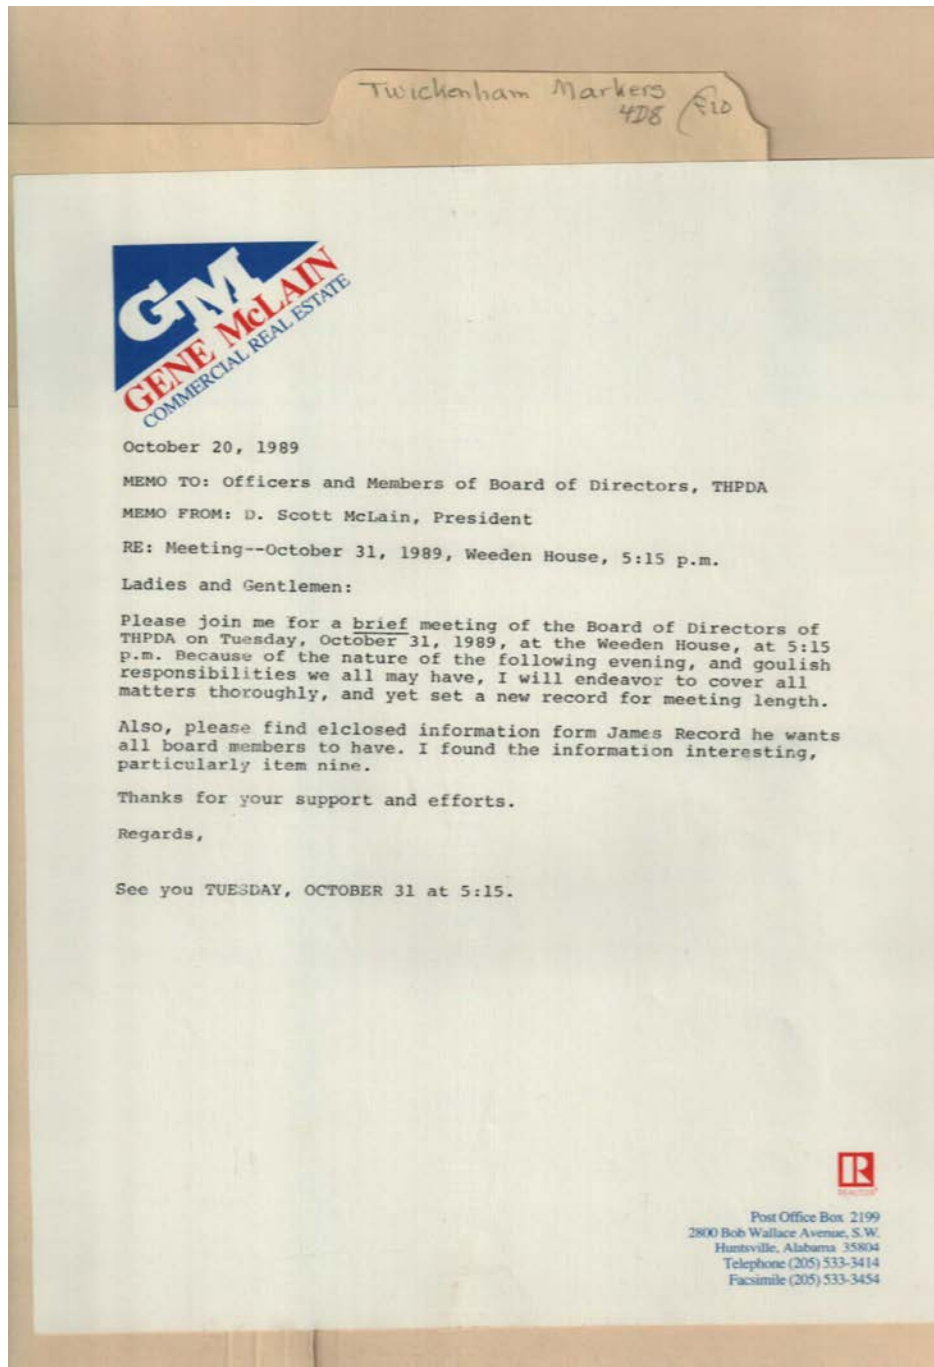 Twickenham Markers
4D8
GM
GENE McLAIN
COMMERCIAL REAL ESTATE
October 20, 1989
MEMO TO: Officers and Members of Board of Directors, THPDA
MEMO FROM: D. Scott McLain, President
RE: Meeting--October 31, 1989, Weeden House, 5:15 p.m.
Ladies and Gentlemen:
Please join me for a brief meeting of the Board of Directors of
THPDA on Tuesday, October 31, 1989, at the Weeden House, at 5:15
p.m. Because of the nature of the following evening, and goulish
responsibilities we all may have, I will endeavor to cover all
matters thoroughly, and yet set a new record for meeting length.
Also, please find elclosed information form James Record he wants
all board members to have. I found the information interesting,
particularly item nine.
Thanks for your support and efforts.
Regards,
See you TUESDAY, OCTOBER 31 at 5:15.
R
REALTOR®
Post Office Box 2199
2800 Bob Wallace Avenue, S.W.
Huntsville, Alabama 35804
Telephone (205) 533-3414
Facsimile (205) 533-3454